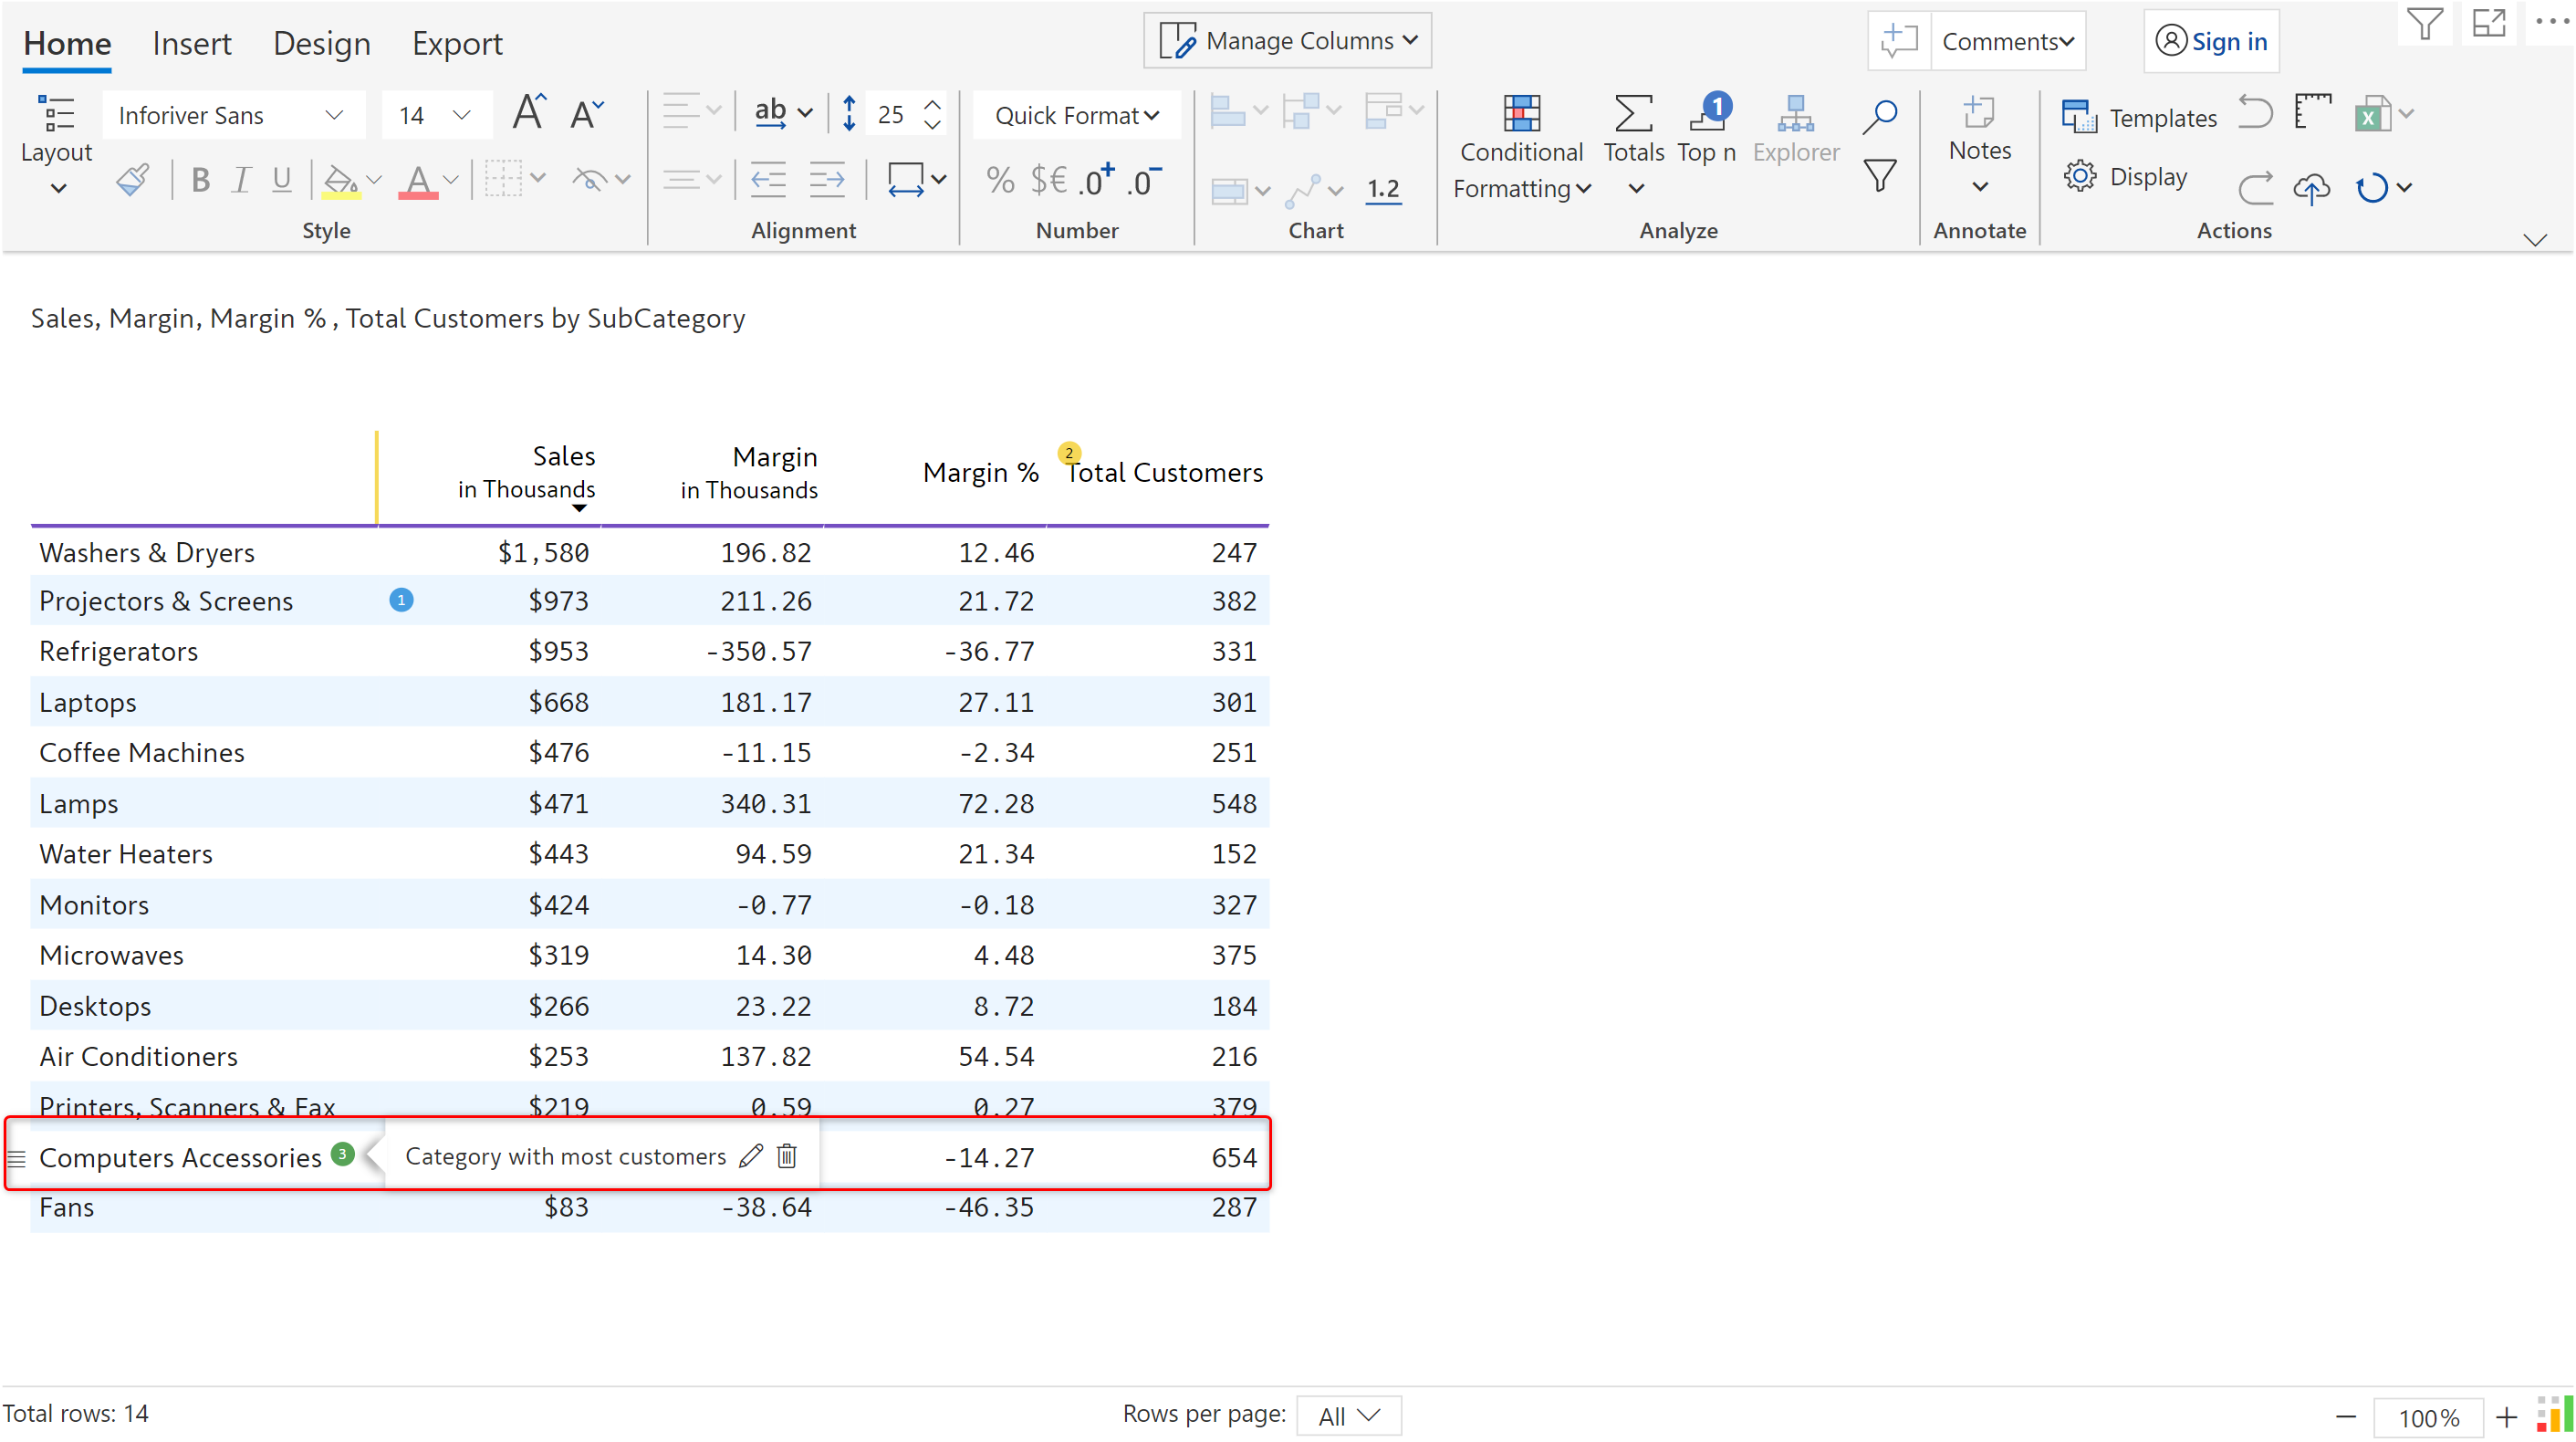 Home Insert Design Export Manage Columns Comments Sign in
Inforiver Sans 14 A A ab 25 Quick Format 1
Layout Conditional Formatting Totals Top n Explorer Notes Templates
B I U A % $€ .0+ .0- 1.2 X Display
Style Alignment Number Chart Analyze Annotate Actions
Sales, Margin, Margin % , Total Customers by SubCategory
Sales in Thousands Margin in Thousands Margin % 2 Total Customers
Washers & Dryers $1,580 196.82 12.46 247
Projectors & Screens 1 $973 211.26 21.72 382
Refrigerators $953 -350.57 -36.77 331
Laptops $668 181.17 27.11 301
Coffee Machines $476 -11.15 -2.34 251
Lamps $471 340.31 72.28 548
Water Heaters $443 94.59 21.34 152
Monitors $424 -0.77 -0.18 327
Microwaves $319 14.30 4.48 375
Desktops $266 23.22 8.72 184
Air Conditioners $253 137.82 54.54 216
Printers, Scanners & Fax $219 0.59 0.27 379
Computers Accessories 3 Category with most customers -14.27 654
Fans $83 -38.64 -46.35 287
Total rows: 14 Rows per page: All 100%